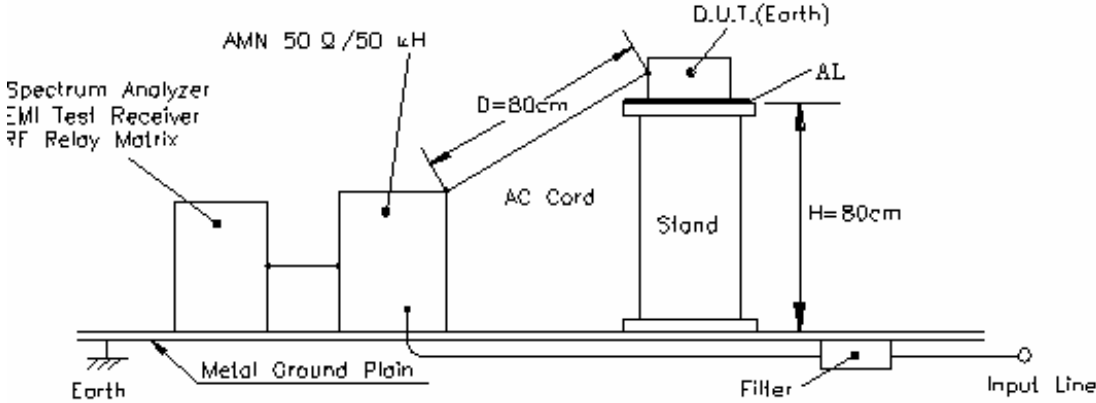 D.U.T.(Earth)
AMN 50 Ω/50 µH
AL
Spectrum Analyzer
EMI Test Receiver
RF Relay Matrix
D=80cm
AC Cord
Stand
H=80cm
Metal Ground Plain
Earth
Filter
Input Line